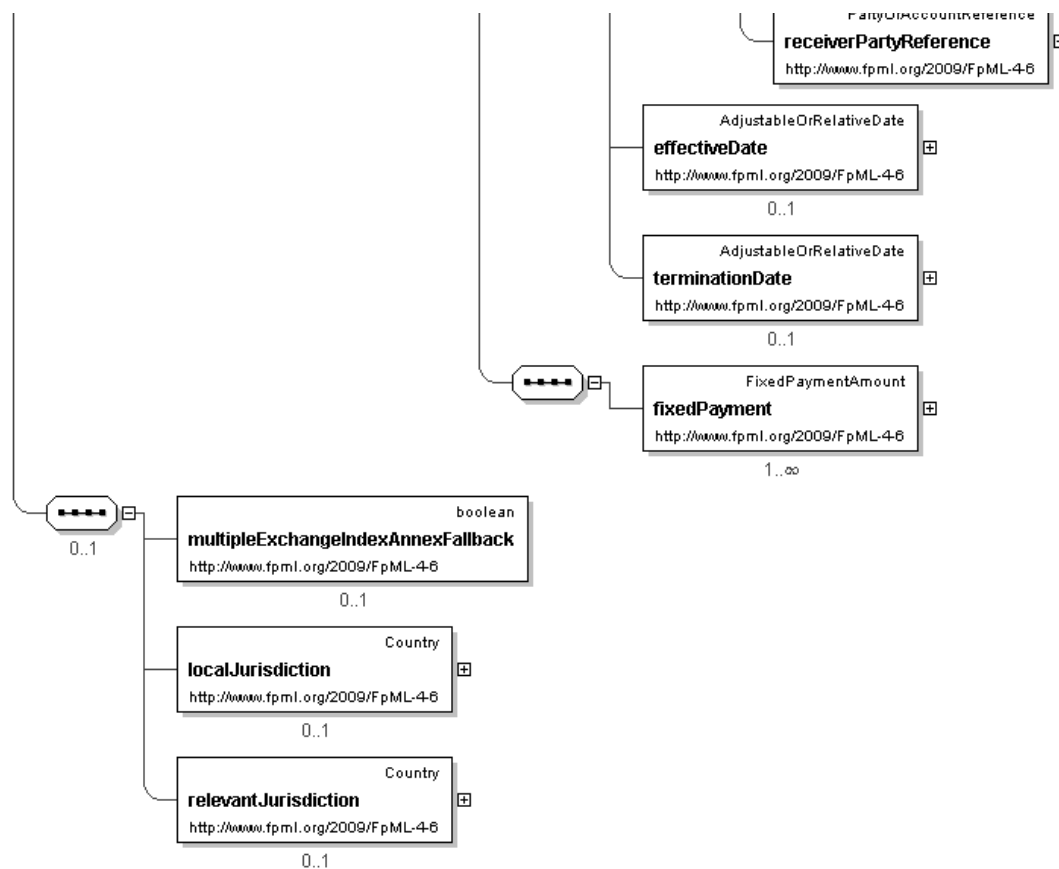 PartyOrAccountReference
receiverPartyReference
http://www.fpml.org/2009/FpML-4-6
AdjustableOrRelativeDate
effectiveDate
http://www.fpml.org/2009/FpML-4-6
0..1
AdjustableOrRelativeDate
terminationDate
http://www.fpml.org/2009/FpML-4-6
0..1
FixedPaymentAmount
fixedPayment
http://www.fpml.org/2009/FpML-4-6
1..∞
0..1
boolean
multipleExchangeIndexAnnexFallback
http://www.fpml.org/2009/FpML-4-6
0..1
Country
localJurisdiction
http://www.fpml.org/2009/FpML-4-6
0..1
Country
relevantJurisdiction
http://www.fpml.org/2009/FpML-4-6
0..1